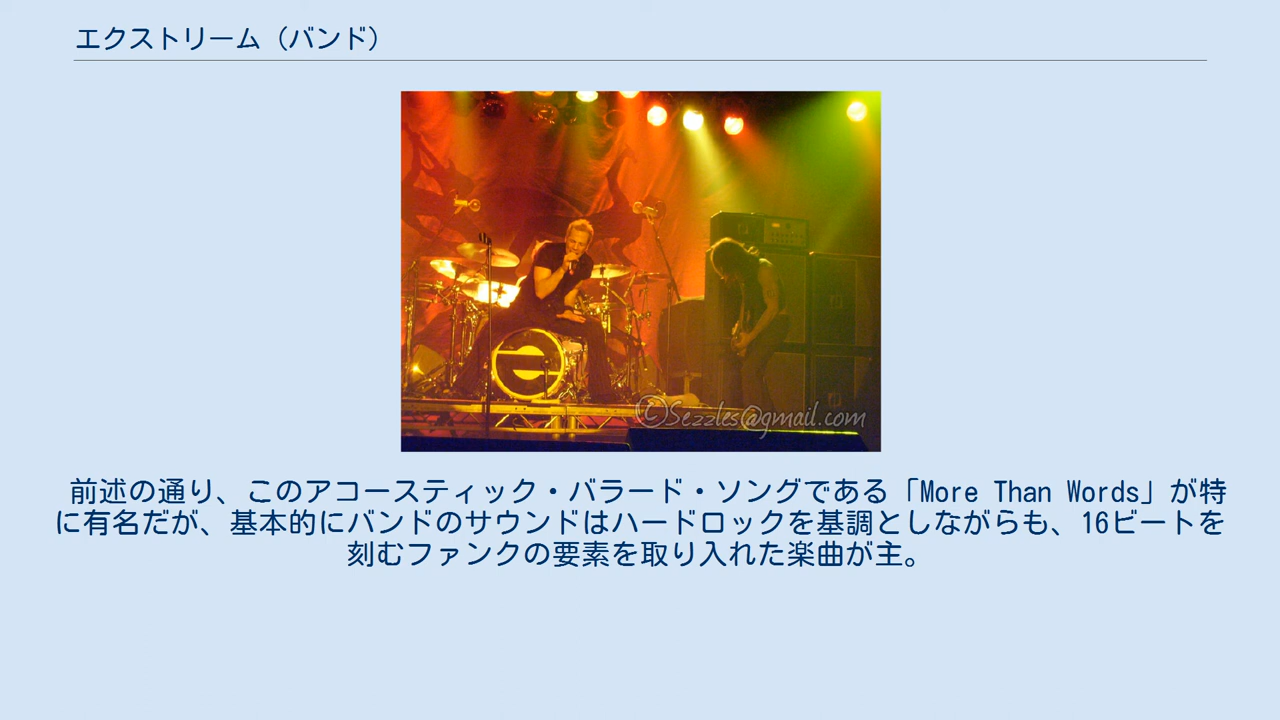 エクストリーム（バンド）
©Sezzles@gmail.com
前述の通り、このアコースティック・バラード・ソングである「More Than Words」が特
に有名だが、基本的にバンドのサウンドはハードロックを基調としながらも、16ビートを
刻むファンクの要素を取り入れた楽曲が主。